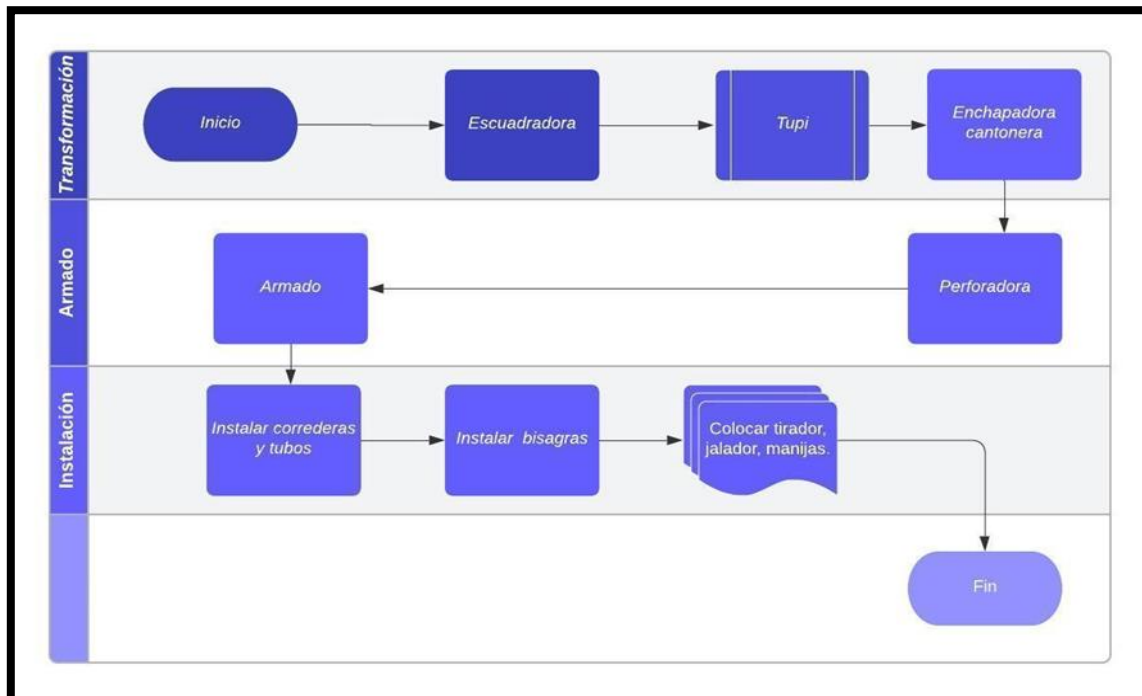 Transformación
Inicio
Escuadradora
Tupi
Enchapadora
cantonera
Armado
Armado
Perforadora
Instalación
Instalar correderas
y tubos
Instalar bisagras
Colocar tirador,
jalador, manijas.
Fin